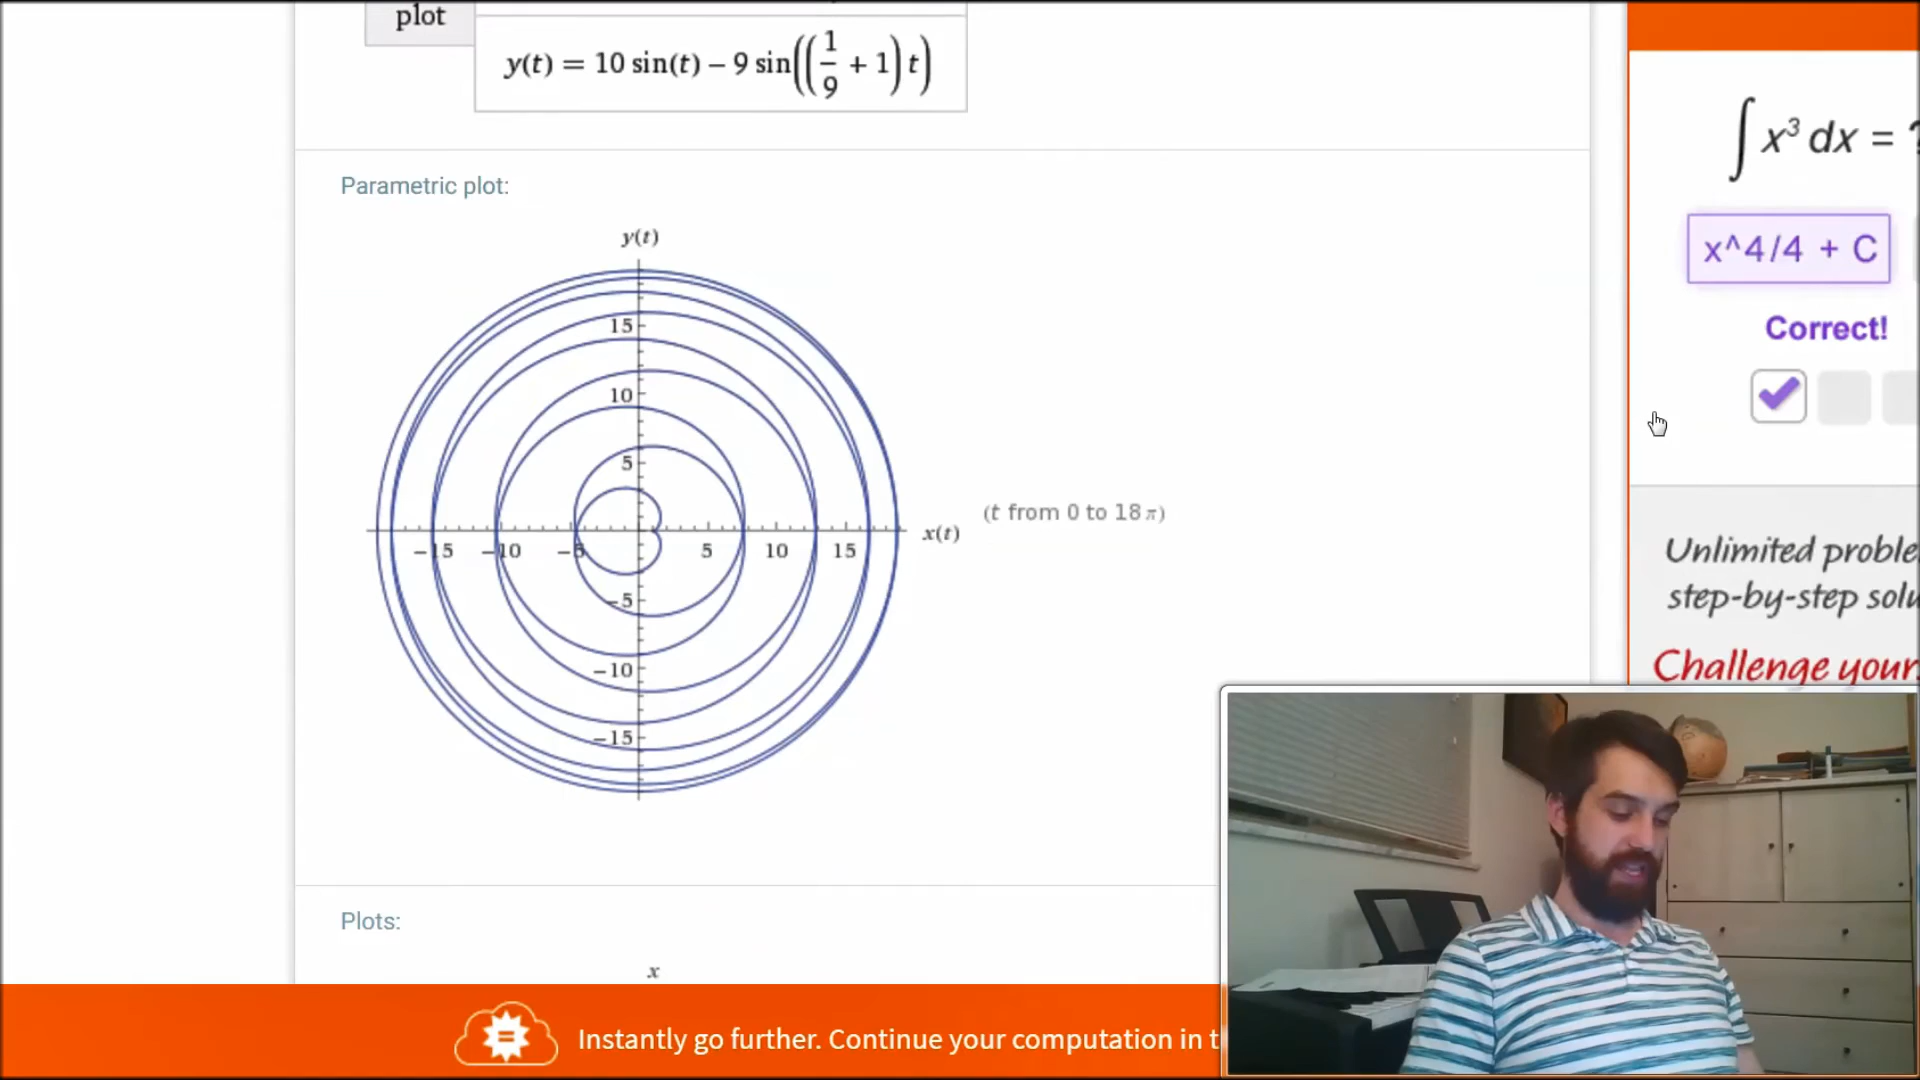 plot
y(t) = 10 sin(t) − 9 sin((1/9 + 1) t)
Parametric plot:
y(t)
15
10
5
−15 −10 −5 5 10 15
x(t)
(t from 0 to 18 π)
−5
−10
−15
Plots:
x
Instantly go further. Continue your computation in t
∫ x³ dx = ?
x^4/4 + C
Correct!
Unlimited proble
step-by-step solu
Challenge your